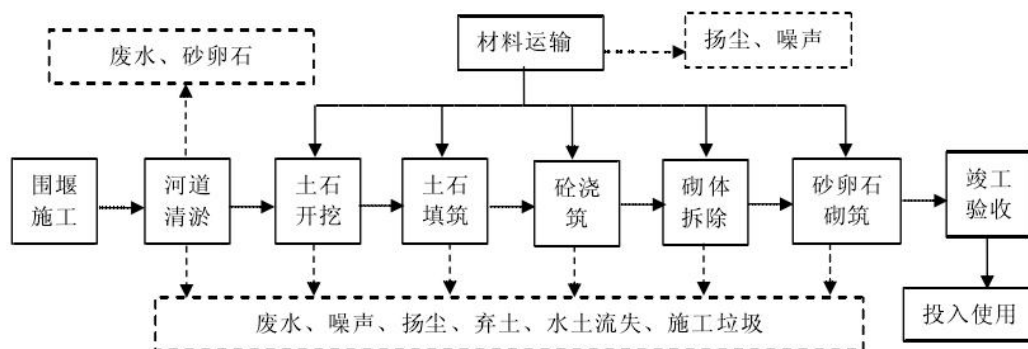 废水、砂卵石
材料运输
扬尘、噪声
围堰
施工
河道
清淤
土石
开挖
土石
填筑
砼浇
筑
砌体
拆除
砂卵石
砌筑
竣工
验收
废水、噪声、扬尘、弃土、水土流失、施工垃圾
投入使用